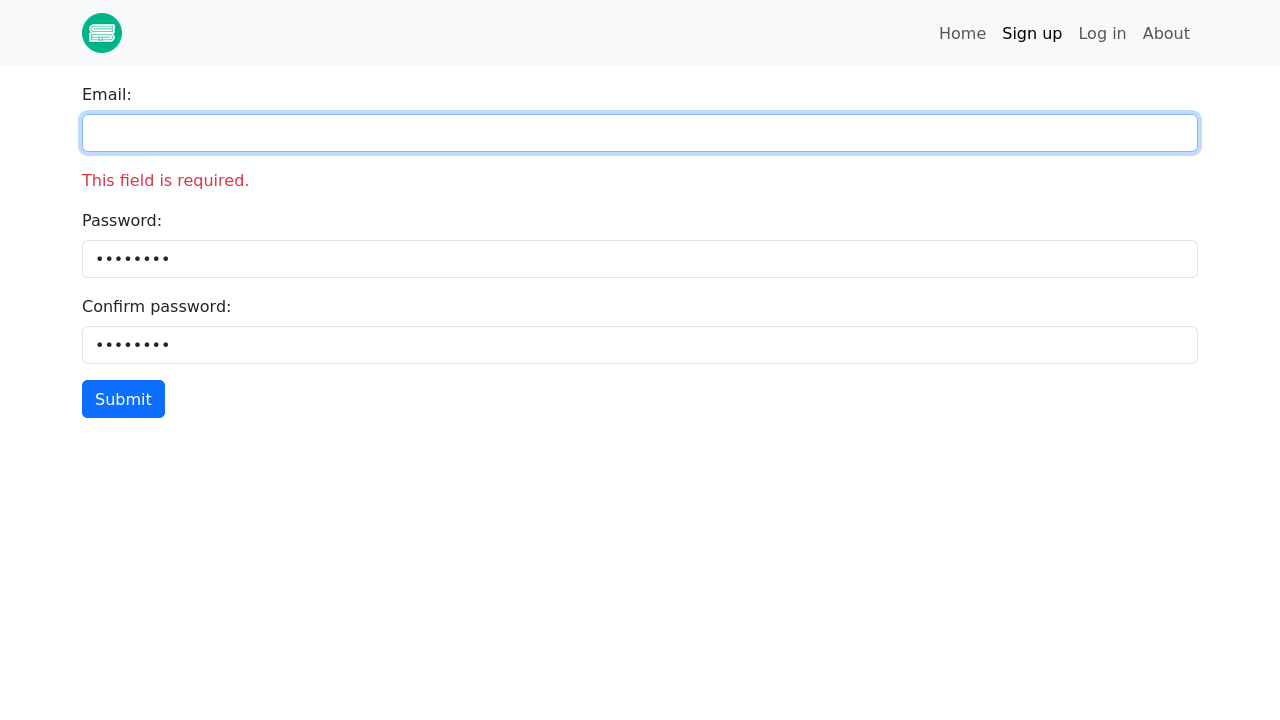 Home Sign up Log in About
Email:
This field is required.
Password:
••••••••
Confirm password:
••••••••
Submit